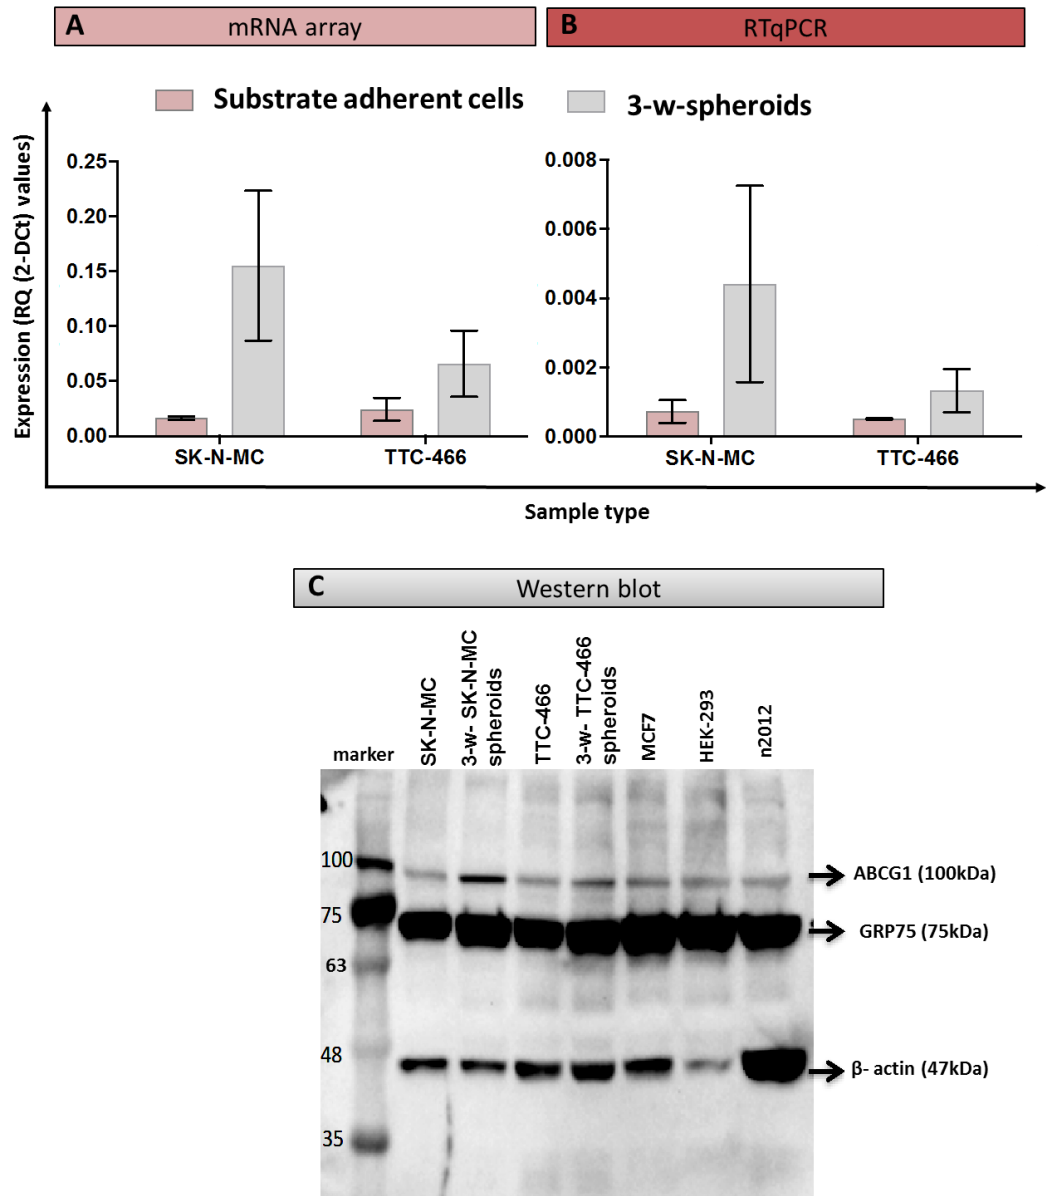 A mRNA array
B RTqPCR
Substrate adherent cells
3-w-spheroids
Expression (RQ (2-DCt) values)
0.25
0.20
0.15
0.10
0.05
0.00
SK-N-MC
TTC-466
0.008
0.006
0.004
0.002
0.000
SK-N-MC
TTC-466
Sample type
C Western blot
marker
SK-N-MC
3-w- SK-N-MC
spheroids
TTC-466
3-w- TTC-466
spheroids
MCF7
HEK-293
n2012
100
75
63
48
35
ABCG1 (100kDa)
GRP75 (75kDa)
β- actin (47kDa)